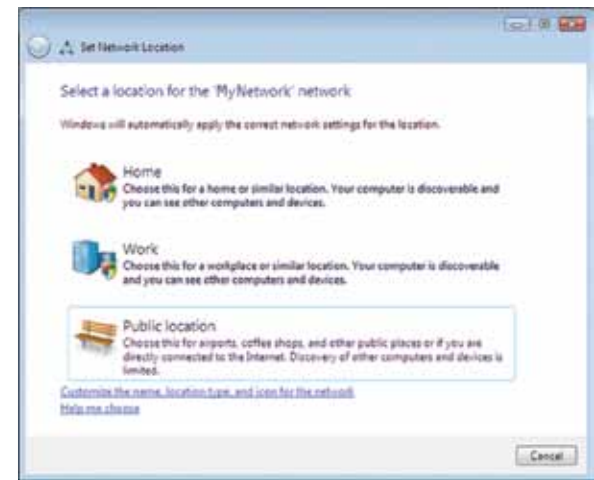 Set Network Location
Select a location for the 'MyNetwork' network
Windows will automatically apply the correct network settings for the location.
Home
Choose this for a home or similar location. Your computer is discoverable and
you can see other computers and devices.
Work
Choose this for a workplace or similar location. Your computer is discoverable
and you can see other computers and devices.
Public location
Choose this for airports, coffee shops, and other public places or if you are
directly connected to the Internet. Discovery of other computers and devices is
limited.
Customize the name, location type, and icon for the network
Help me choose
Cancel